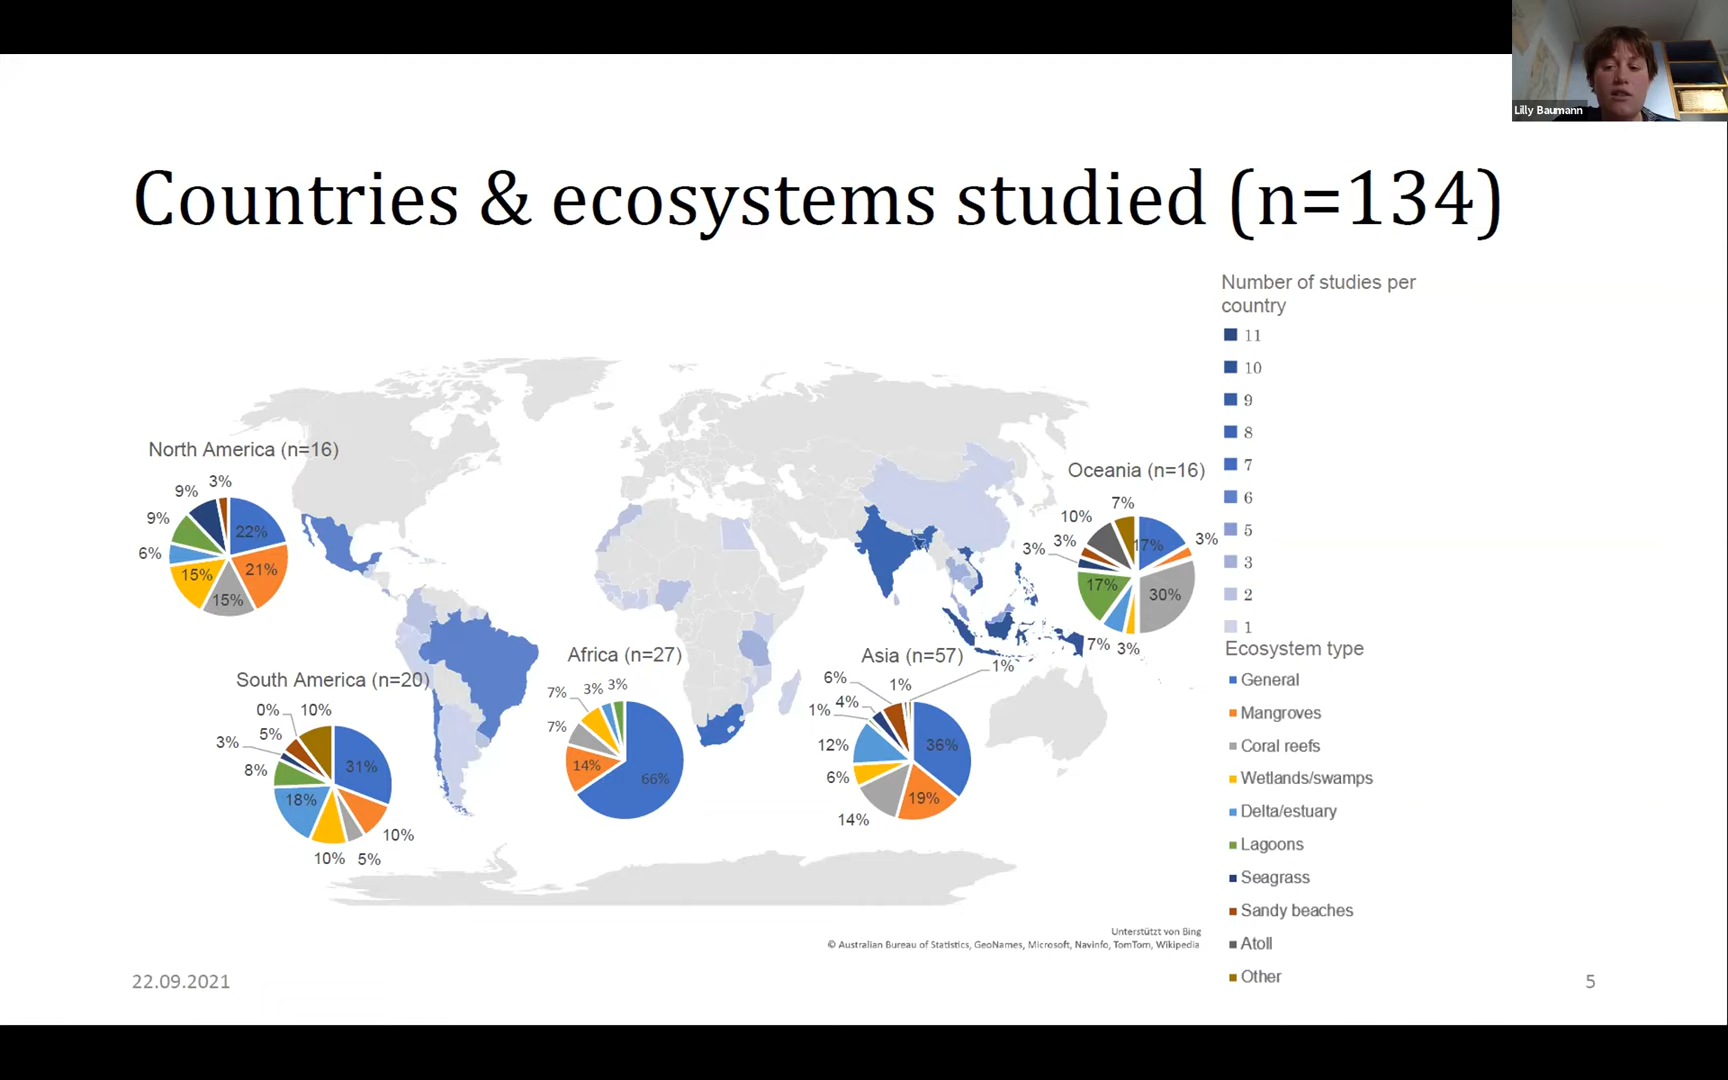 Lilly Baumann
Countries & ecosystems studied (n=134)
Number of studies per
country
11
10
9
8
7
6
5
3
2
1
North America (n=16)
3%
9%
9%
22%
6%
15%
21%
15%
Oceania (n=16)
7%
10%
3%
3%
17%
3%
17%
30%
7%
3%
South America (n=20)
0%
10%
5%
3%
31%
8%
18%
10%
10%
5%
Africa (n=27)
7%
3%
3%
7%
14%
66%
Asia (n=57)
1%
6%
1%
4%
1%
36%
12%
6%
19%
14%
Ecosystem type
General
Mangroves
Coral reefs
Wetlands/swamps
Delta/estuary
Lagoons
Seagrass
Sandy beaches
Atoll
Other
Unterstützt von Bing
© Australian Bureau of Statistics, GeoNames, Microsoft, Navinfo, TomTom, Wikipedia
22.09.2021
5